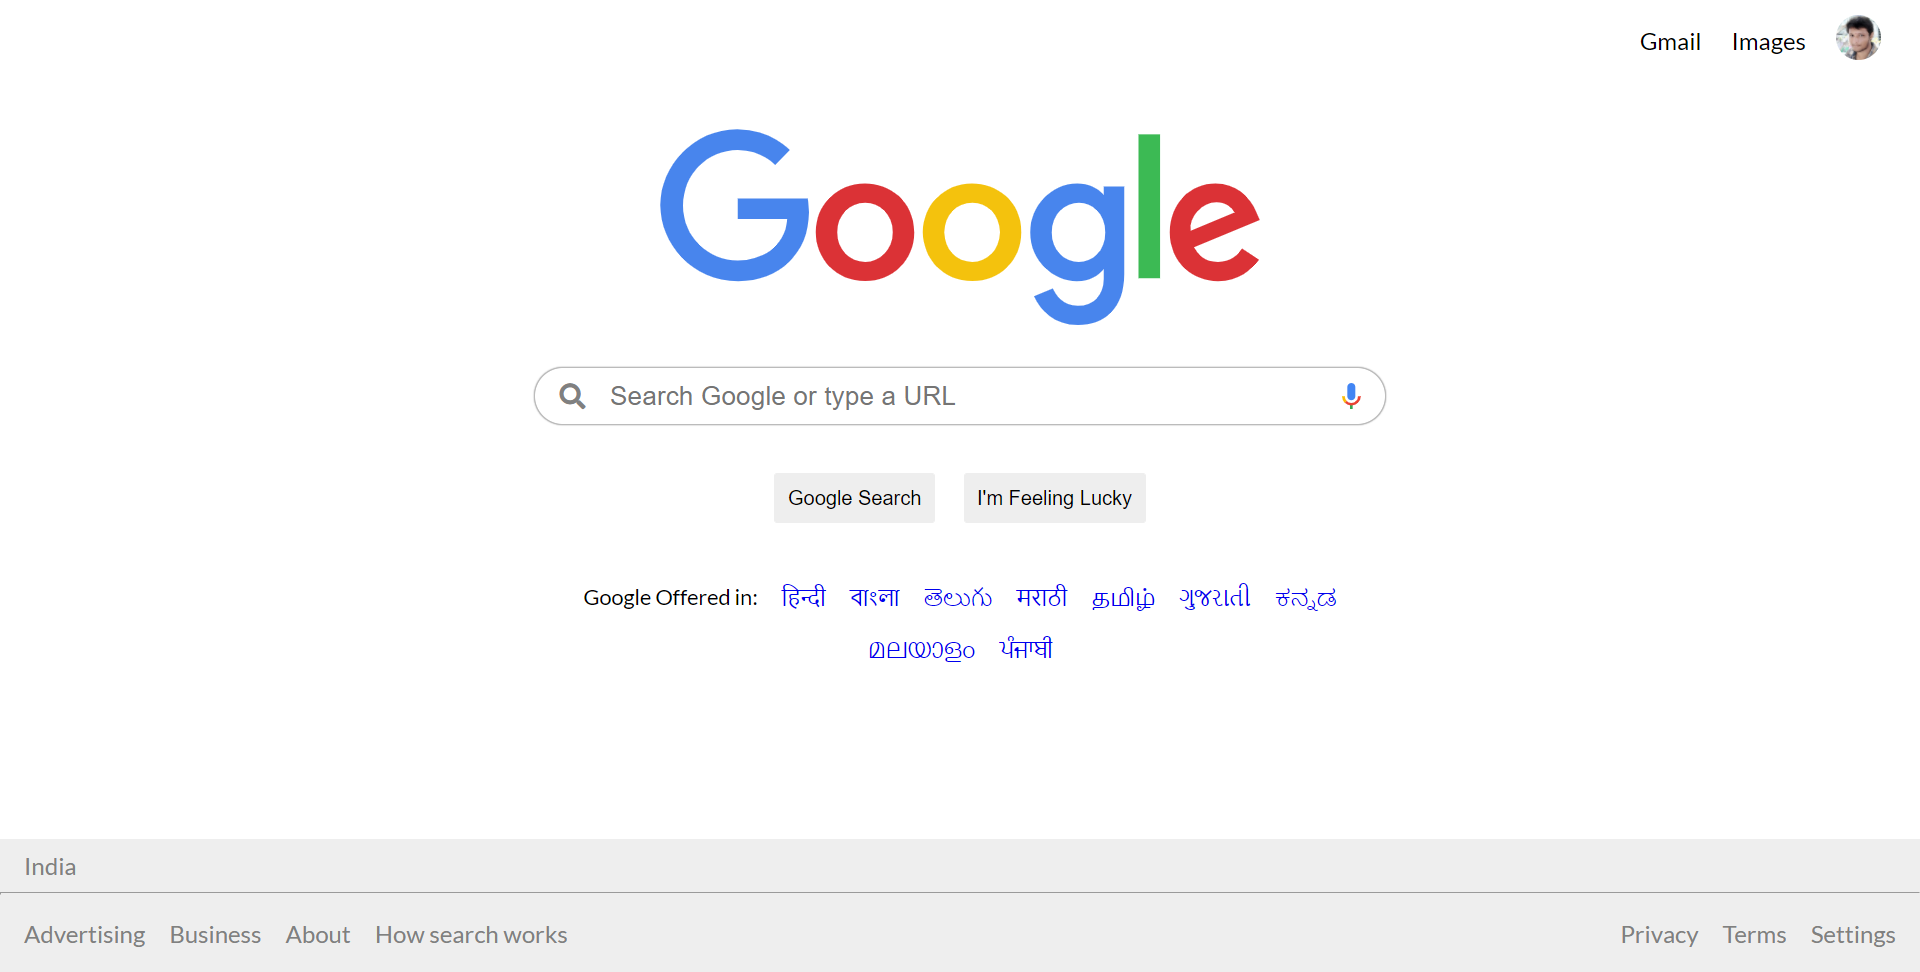 Gmail Images
Google
Search Google or type a URL
Google Search I'm Feeling Lucky
Google Offered in: हिन्दी বাংলা తెలుగు मराठी தமிழ் ગુજરાતી ಕನ್ನಡ
മലയാളം ਪੰਜਾਬੀ
India
Advertising Business About How search works Privacy Terms Settings